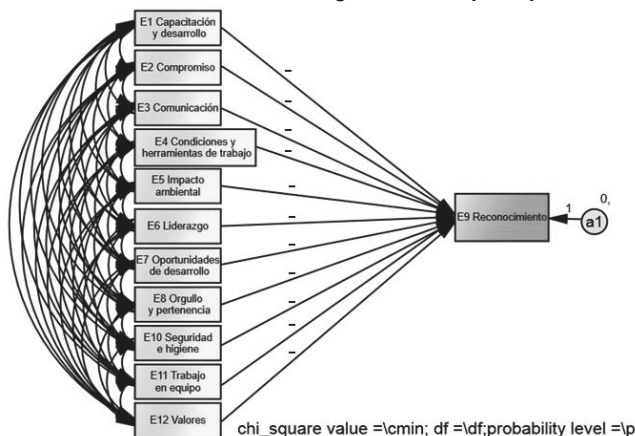 E1 Capacitación
y desarrollo
E2 Compromiso
E3 Comunicación
E4 Condiciones y
herramientas de trabajo
E5 Impacto
ambiental
E6 Liderazgo
E7 Oportunidades
de desarrollo
E8 Orgullo
y pertenencia
E10 Seguridad
e higiene
E11 Trabajo
en equipo
E12 Valores
E9 Reconocimiento
1
0,
a1
chi_square value =\cmin; df =\df;probability level =\p